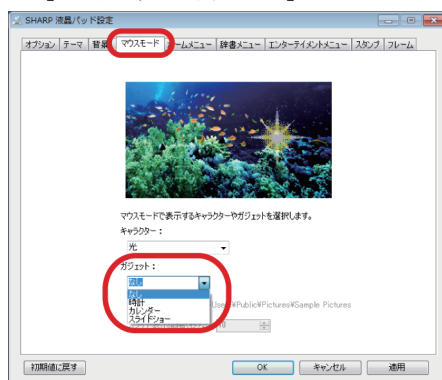 SHARP 液晶パッド設定
オプション テーマ 背景 マウスモード ホームメニュー 辞書メニュー エンターテイメントメニュー スタンプ フレーム
マウスモードで表示するキャラクターやガジェットを選択します。
キャラクター：
光
ガジェット：
なし
なし
時計
カレンダー
スライドショー
Users¥Public¥Pictures¥Sample Pictures
10
初期値に戻す OK キャンセル 適用